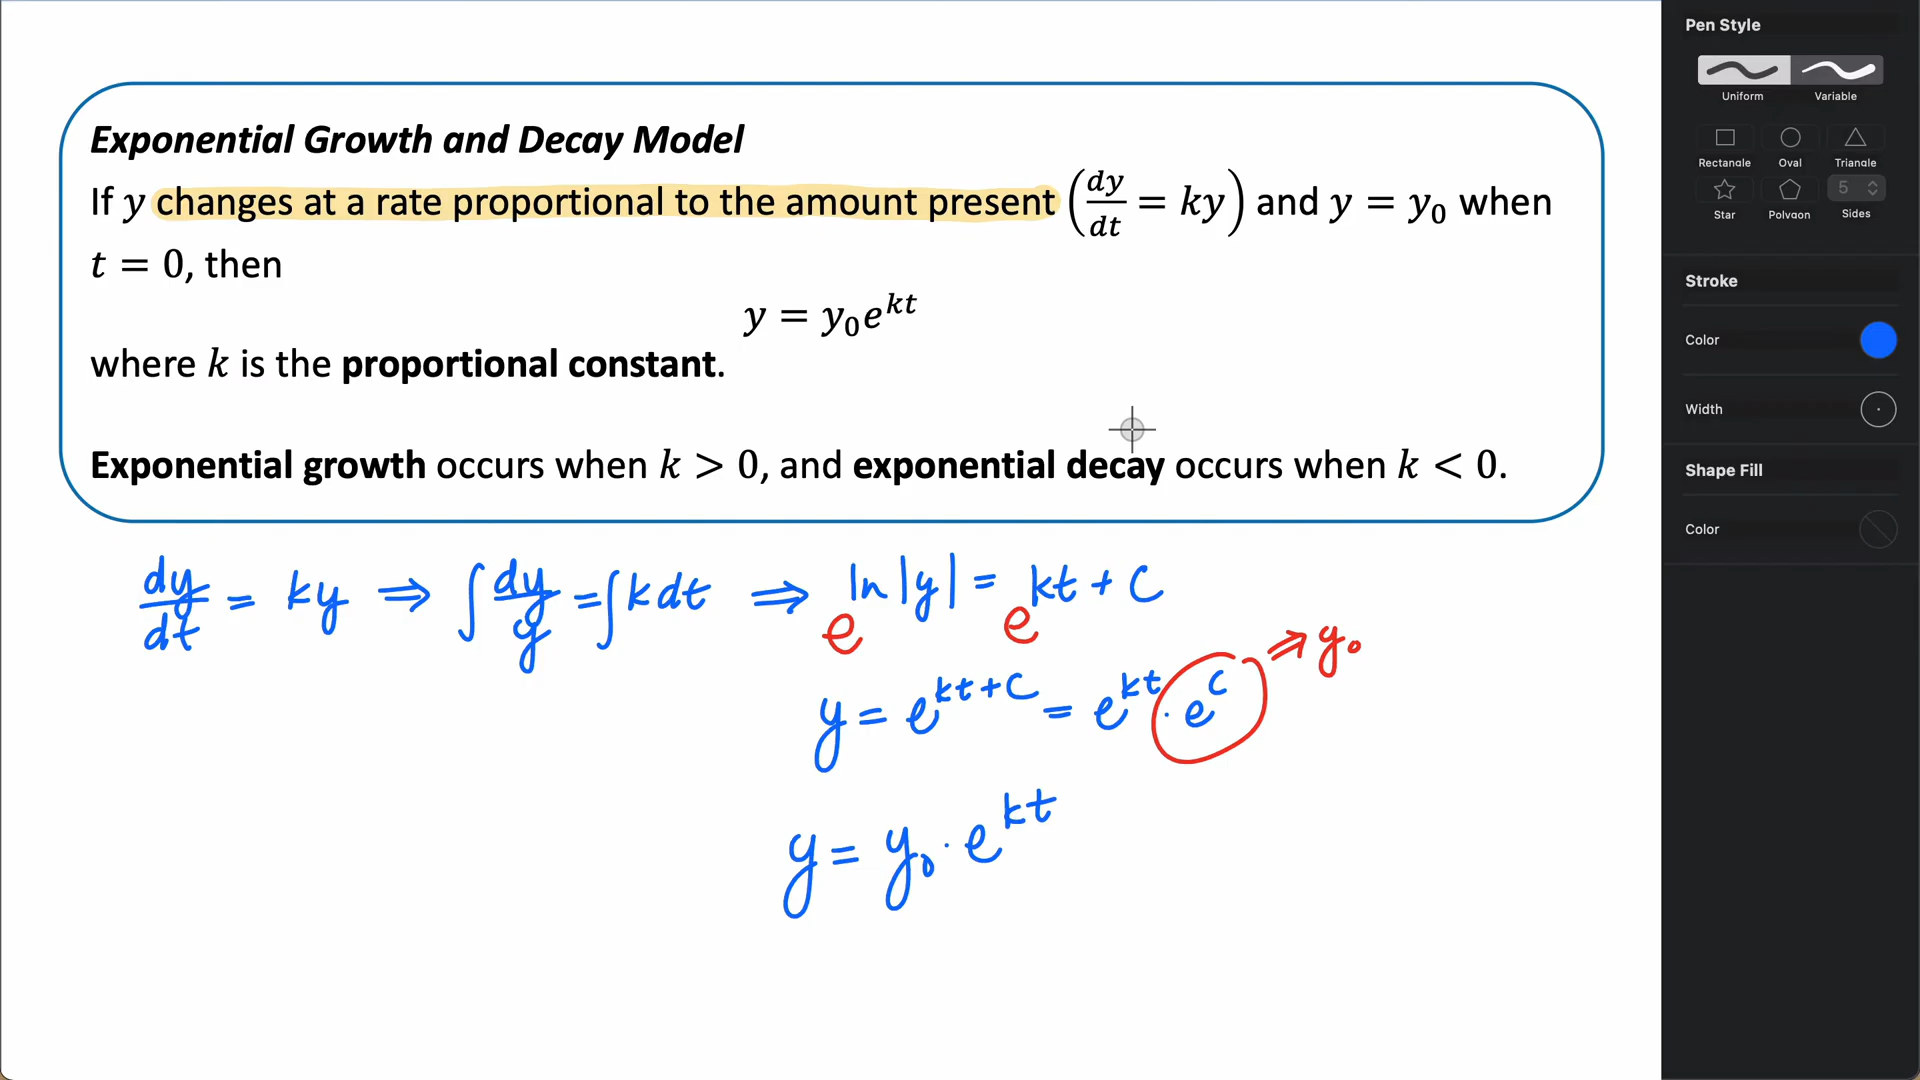 Exponential Growth and Decay Model
If y changes at a rate proportional to the amount present (dy/dt = ky) and y = y₀ when
t = 0, then
y = y₀e^{kt}
where k is the proportional constant.
Exponential growth occurs when k > 0, and exponential decay occurs when k < 0.
dy/dt = ky ⇒ ∫ dy/y = ∫ k dt ⇒ ln|y| = kt + C
e e
⇒ y₀
y = e^{kt+C} = e^{kt} · e^{C}
y = y₀ · e^{kt}
Pen Style
Uniform Variable
Rectangle Oval Triangle
5
Star Polygon Sides
Stroke
Color
Width
Shape Fill
Color